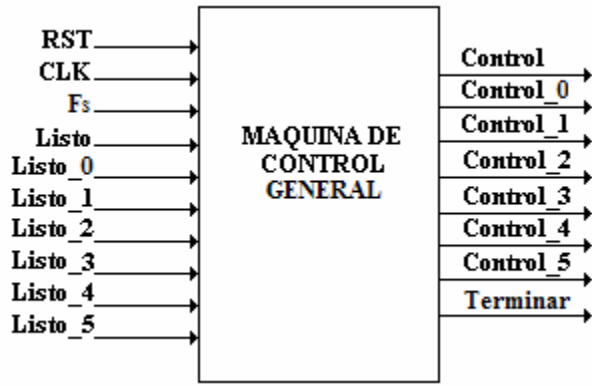 RST
CLK
Fs
Listo
Listo_0
Listo_1
Listo_2
Listo_3
Listo_4
Listo_5
MAQUINA DE
CONTROL
GENERAL
Control
Control_0
Control_1
Control_2
Control_3
Control_4
Control_5
Terminar